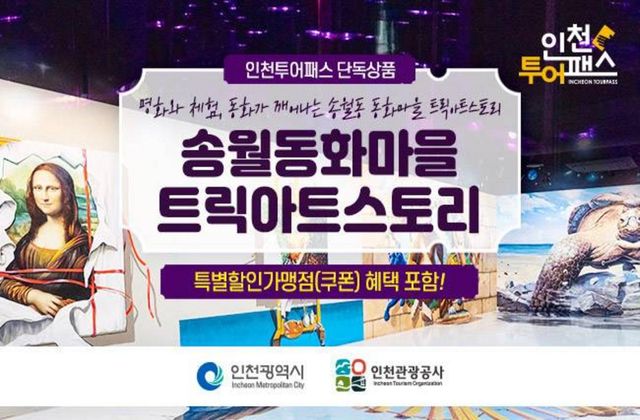 인천
투어패스
INCHEON TOURPASS
인천투어패스 단독상품
명화와 체험, 동화가 깨어나는 송월동 동화마을 트릭아트스토리
송월동화마을
트릭아트스토리
특별할인가맹점(쿠폰) 혜택 포함!
인천광역시
Incheon Metropolitan City
인천관광공사
Incheon Tourism Organization